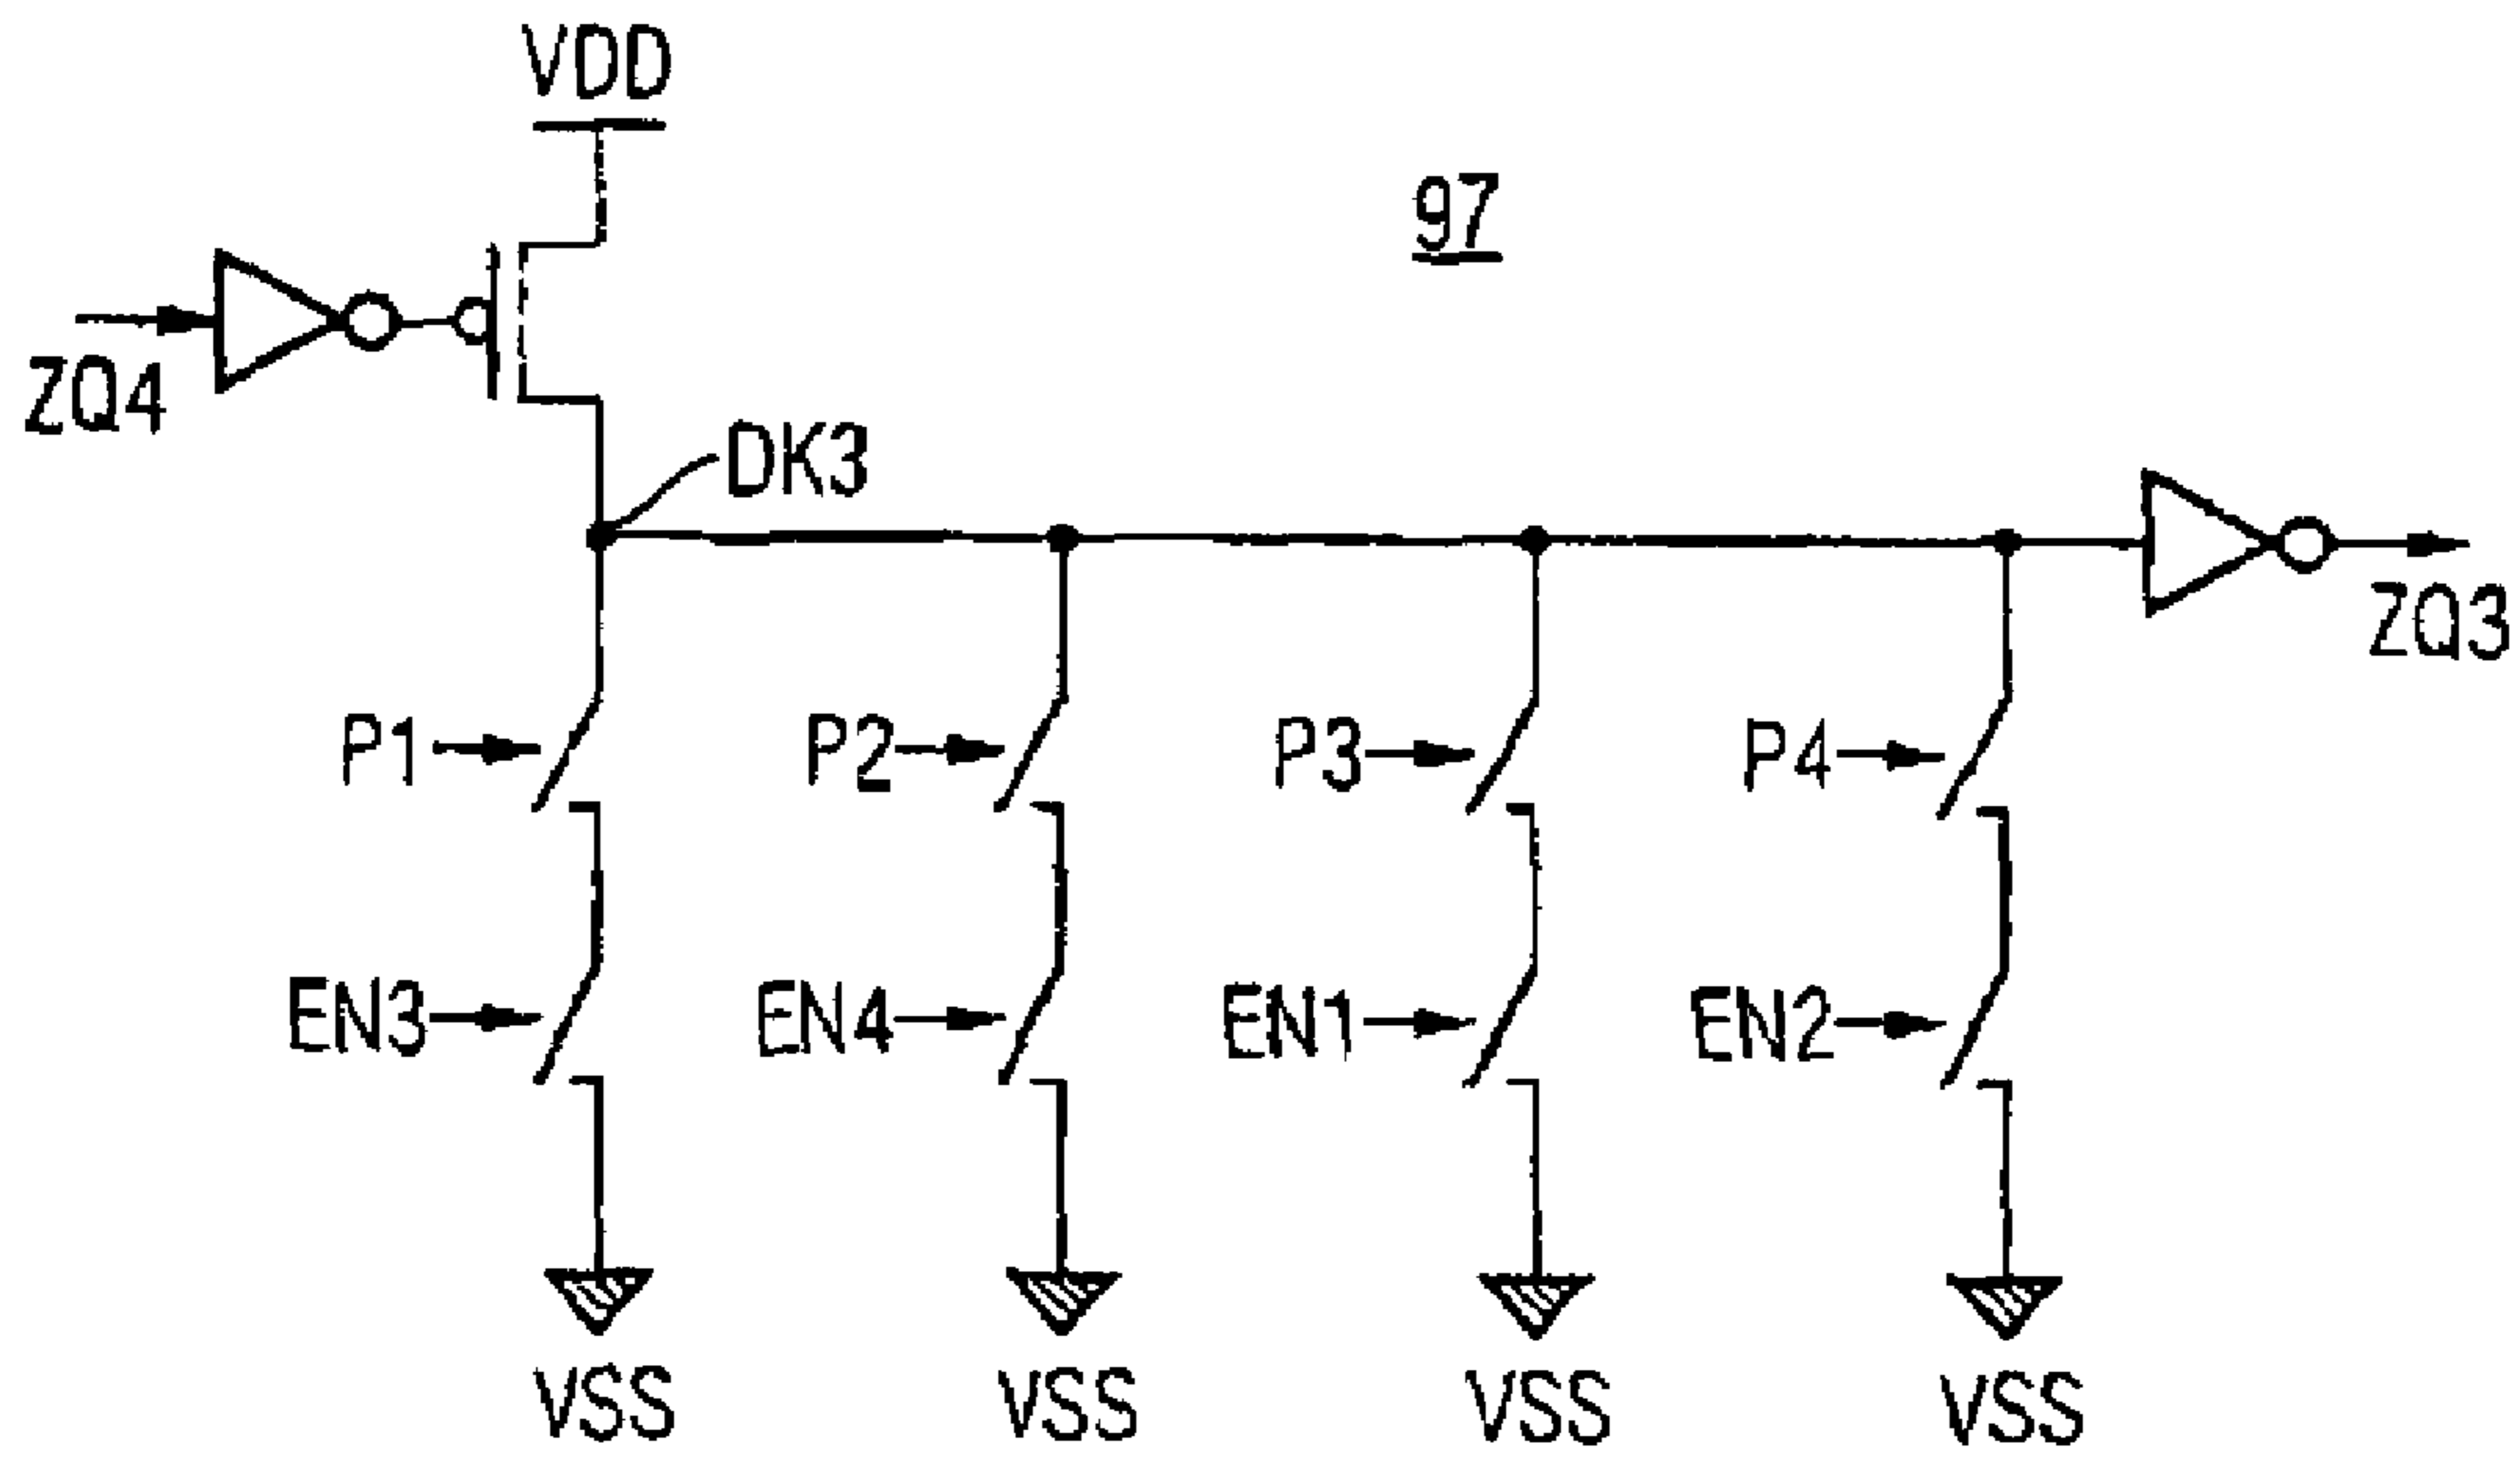 VDD
97
ZQ4
DK3
ZQ3
P1
P2
P3
P4
EN3
EN4
EN1
EN2
VSS
VSS
VSS
VSS